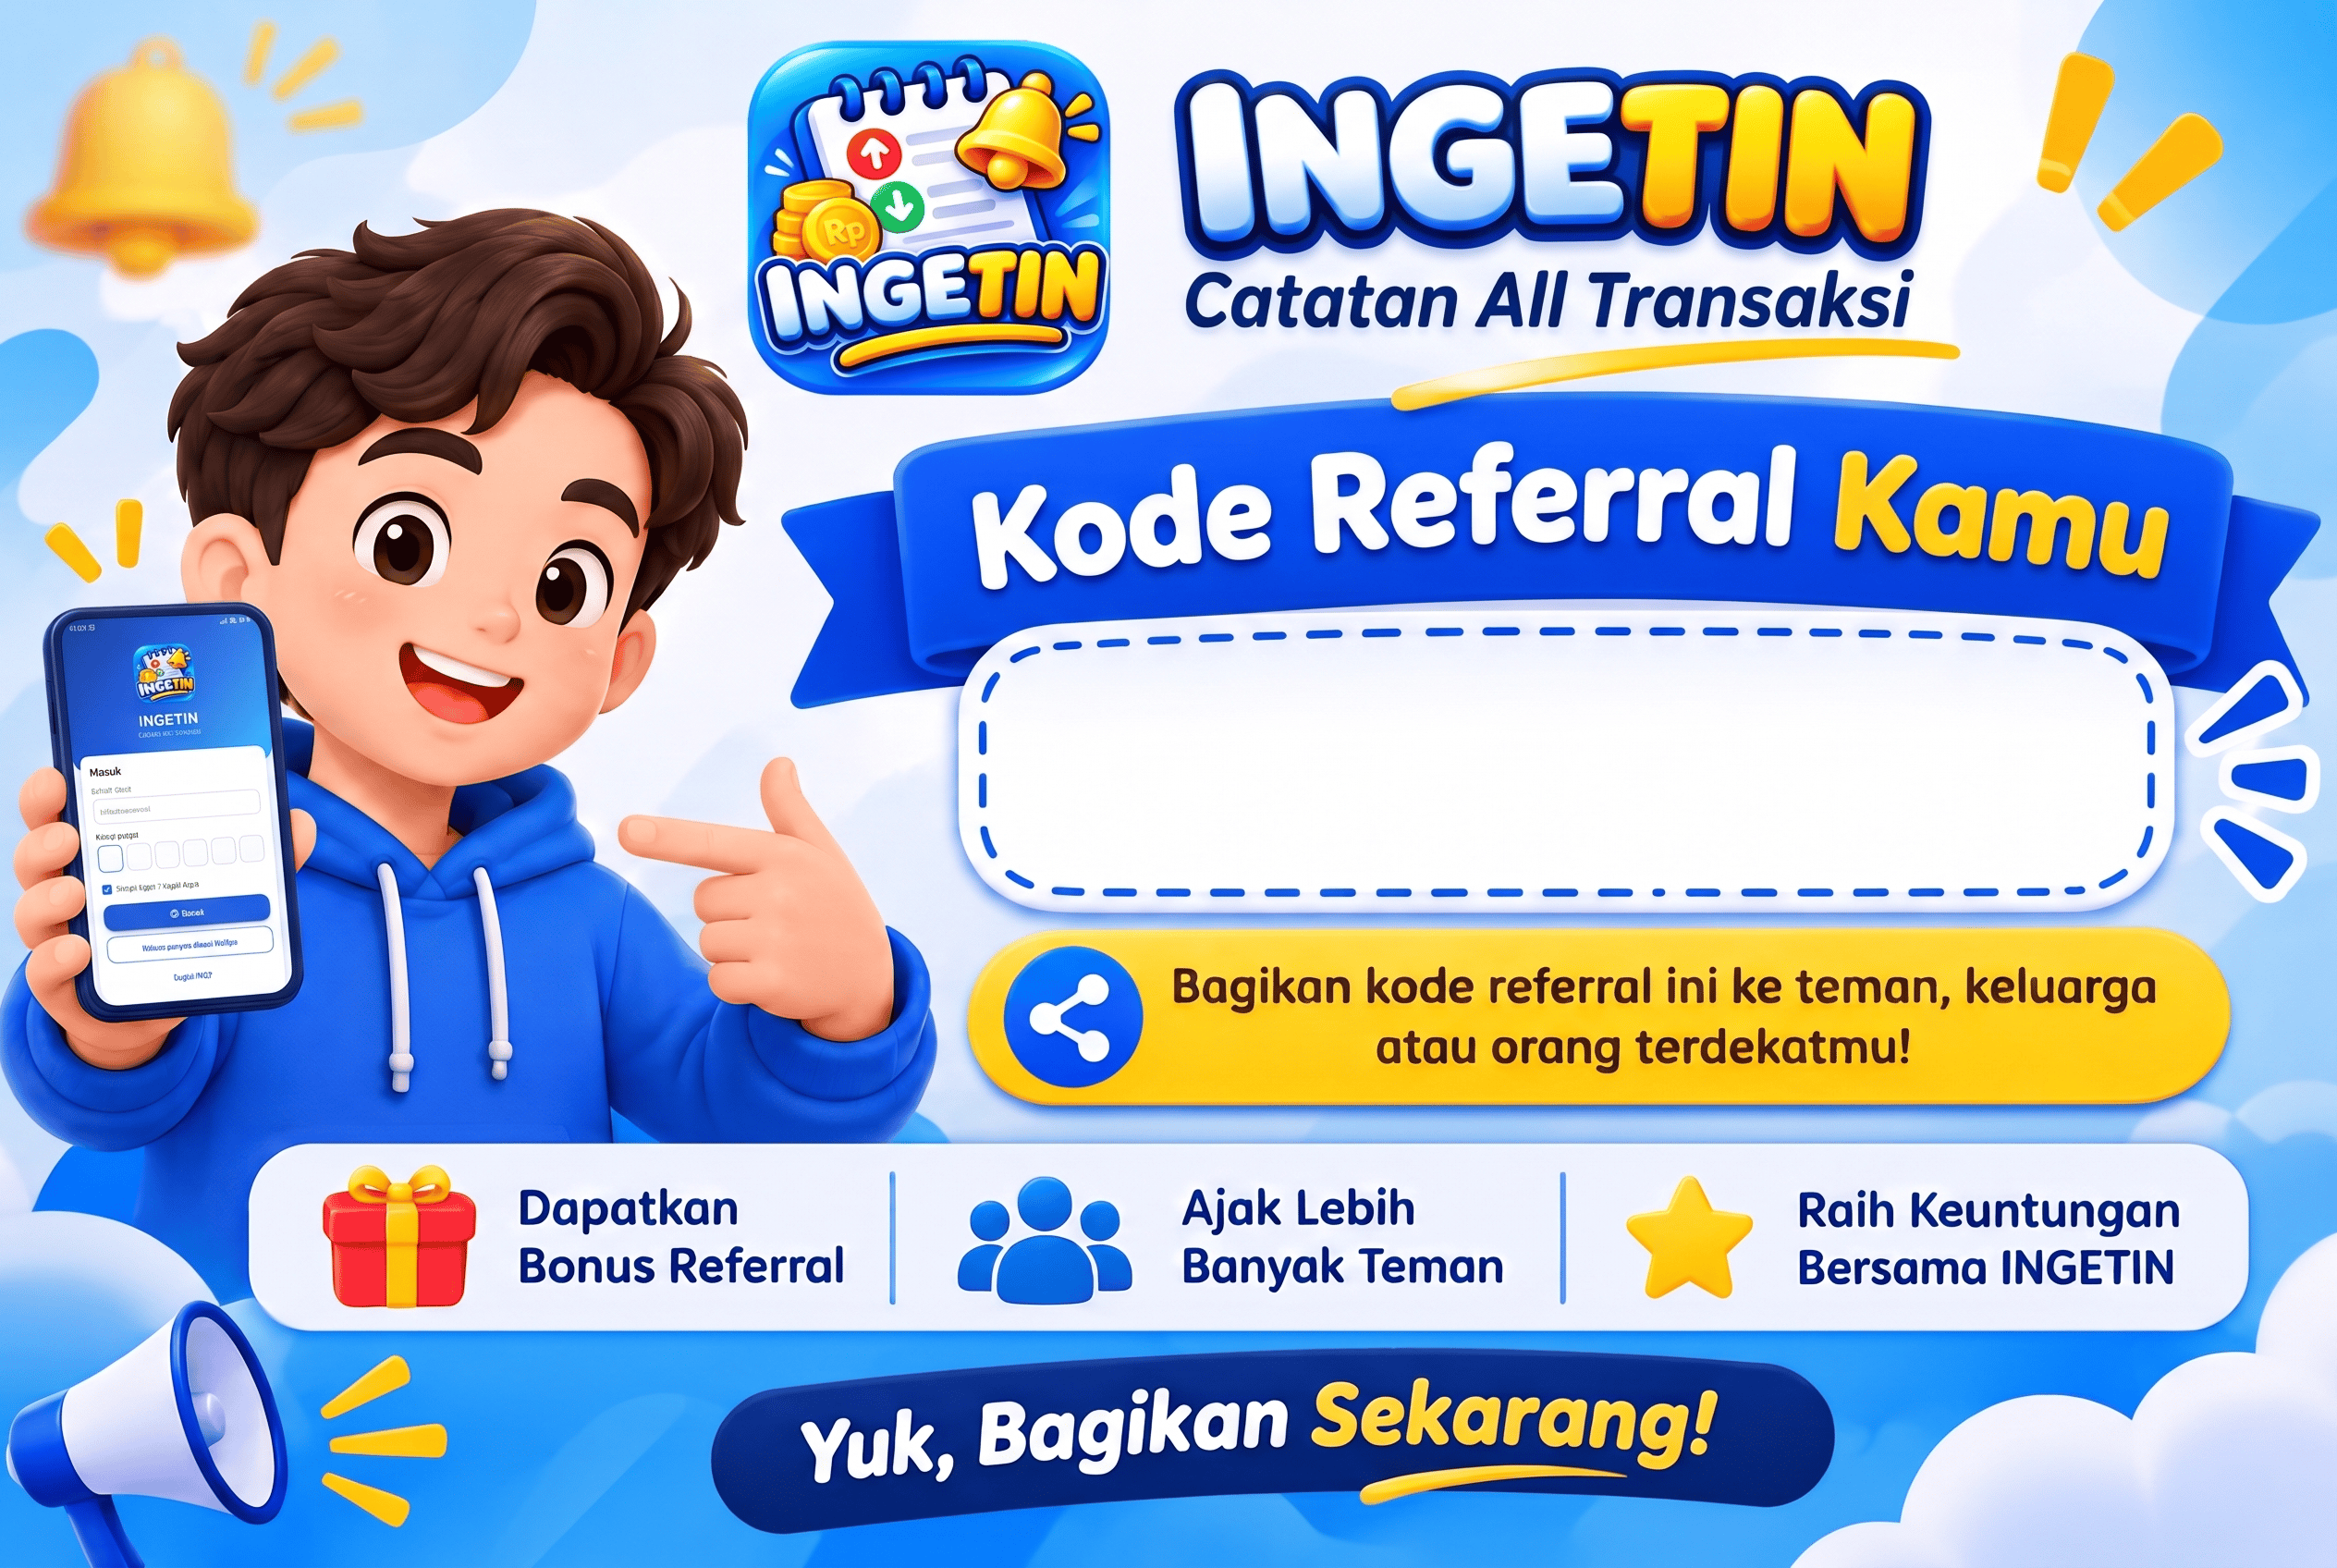 Rp
INGETIN
INGETIN
Catatan All Transaksi
Kode Referral Kamu
INGETIN
INGETIN
Masuk
Bagikan kode referral ini ke teman, keluarga
atau orang terdekatmu!
Dapatkan
Bonus Referral
Ajak Lebih
Banyak Teman
Raih Keuntungan
Bersama INGETIN
Yuk, Bagikan Sekarang!